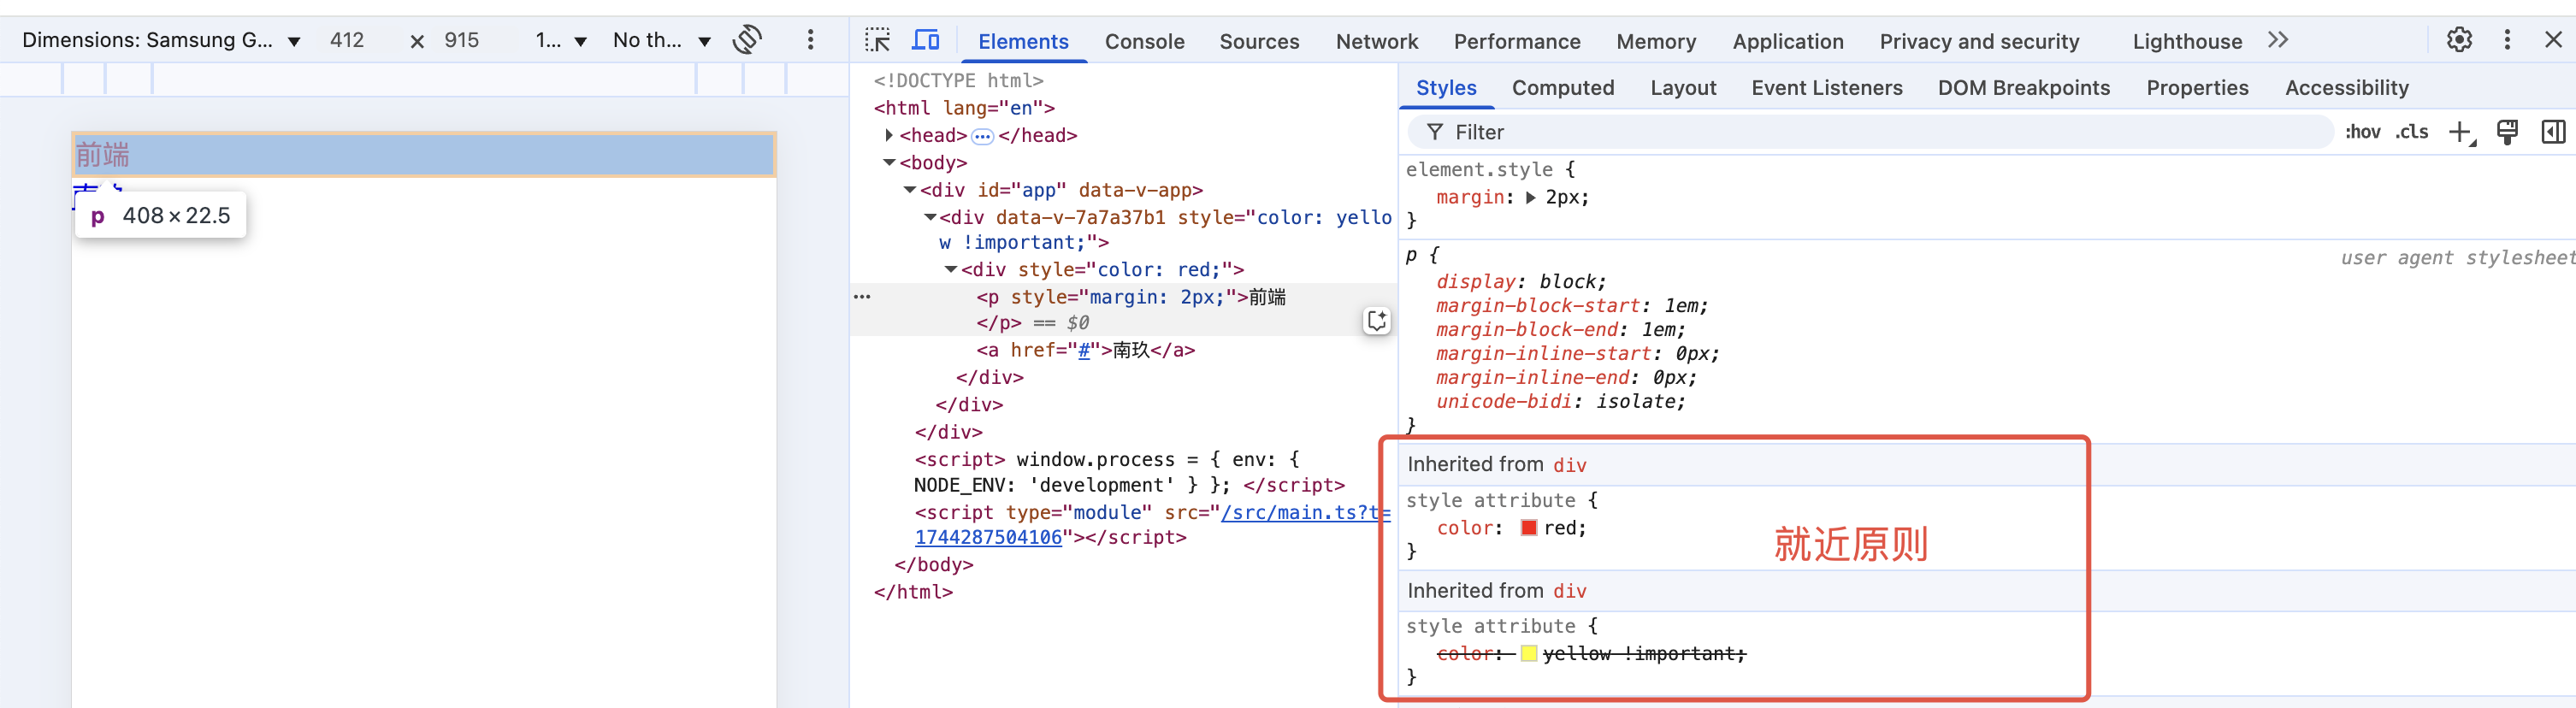 Dimensions: Samsung G... ▼ 412 × 915 1... ▼ No th... ▼
Elements Console Sources Network Performance Memory Application Privacy and security Lighthouse
前端
p 408 × 22.5
<!DOCTYPE html>
<html lang="en">
<head> ... </head>
<body>
<div id="app" data-v-app>
<div data-v-7a7a37b1 style="color: yello
w !important;">
<div style="color: red;">
<p style="margin: 2px;">前端
</p> == $0
<a href="#">南玖</a>
</div>
</div>
</div>
<script> window.process = { env: {
NODE_ENV: 'development' } }; </script>
<script type="module" src="/src/main.ts?t=
1744287504106"></script>
</body>
</html>
Styles Computed Layout Event Listeners DOM Breakpoints Properties Accessibility
Filter :hov .cls
element.style {
margin: 2px;
}
p { user agent stylesheet
display: block;
margin-block-start: 1em;
margin-block-end: 1em;
margin-inline-start: 0px;
margin-inline-end: 0px;
unicode-bidi: isolate;
}
Inherited from div
style attribute {
color: red;
}
就近原则
Inherited from div
style attribute {
color: yellow !important;
}